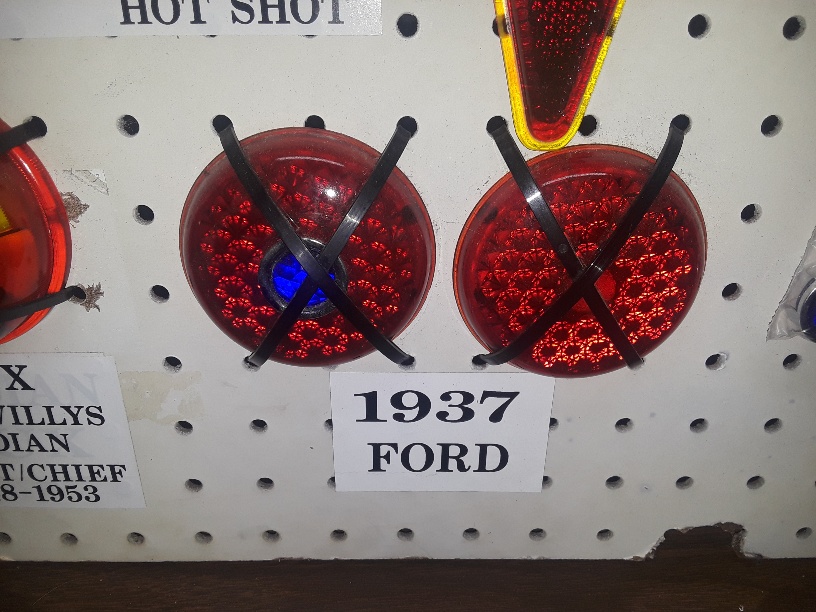 HOT SHOT
1937
FORD
X
WILLYS
DIAN
T/CHIEF
8-1953